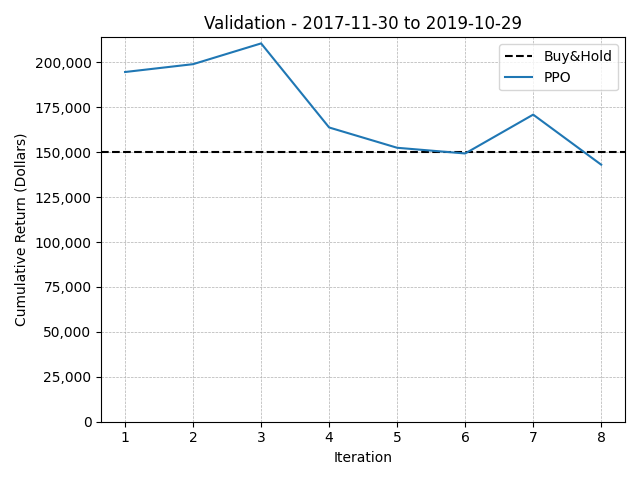 Validation - 2017-11-30 to 2019-10-29
Cumulative Return (Dollars)
200,000
175,000
150,000
125,000
100,000
75,000
50,000
25,000
0
Buy&Hold
PPO
1 2 3 4 5 6 7 8
Iteration